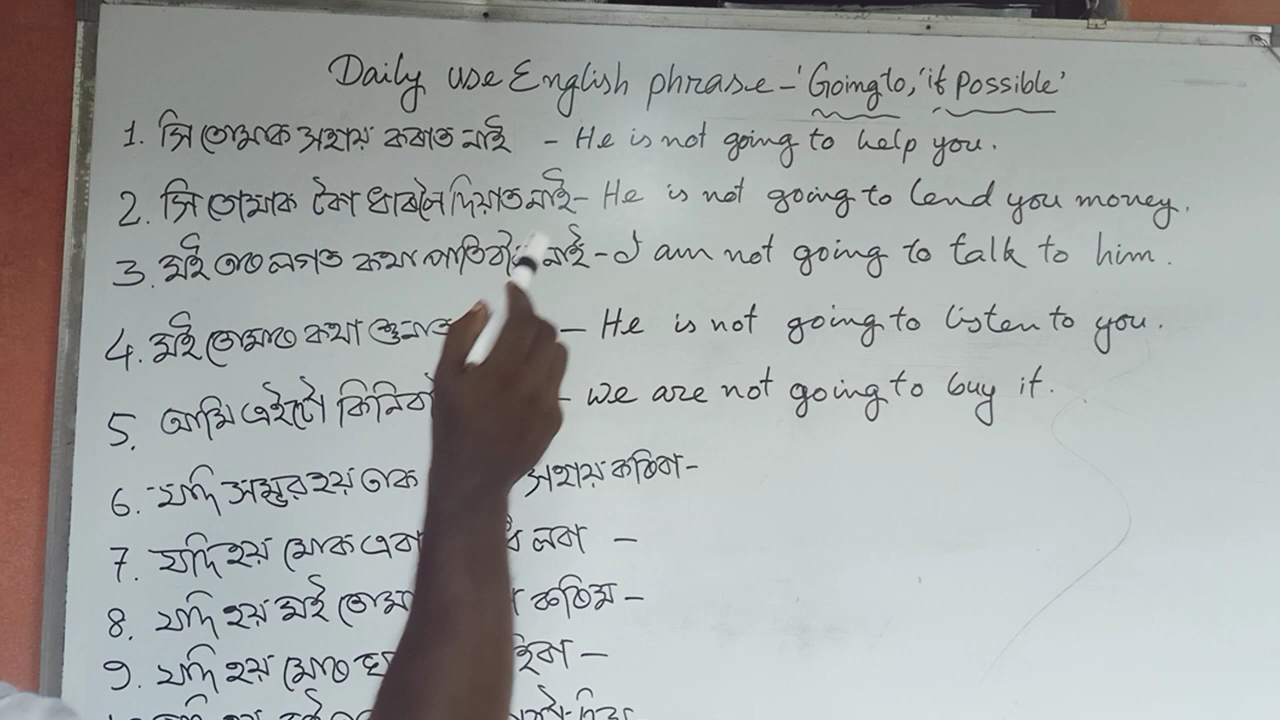 Daily use English phrase - 'Going to, 'if Possible'
1. সি তোমাক সহায় কৰাত নাই - He is not going to help you.
2. সি তোমাক টকা ধাৰলৈ দিয়াত নাই - He is not going to lend you money.
3. মই তাৰ লগত কথা পাতিবলৈ নাই - I am not going to talk to him.
4. মই তোমাৰ কথা শুনাত — He is not going to listen to you.
5. আমি এইটো কিনিব - we are not going to buy it.
6. যদি সম্ভৱ হয় তাক সহায় কৰিবা -
7. যদি হয় মোক এবা লবা —
8. যদি হয় মই তোমা কৰিম -
9. যদি হয় মোৰ ঘ হিবা —